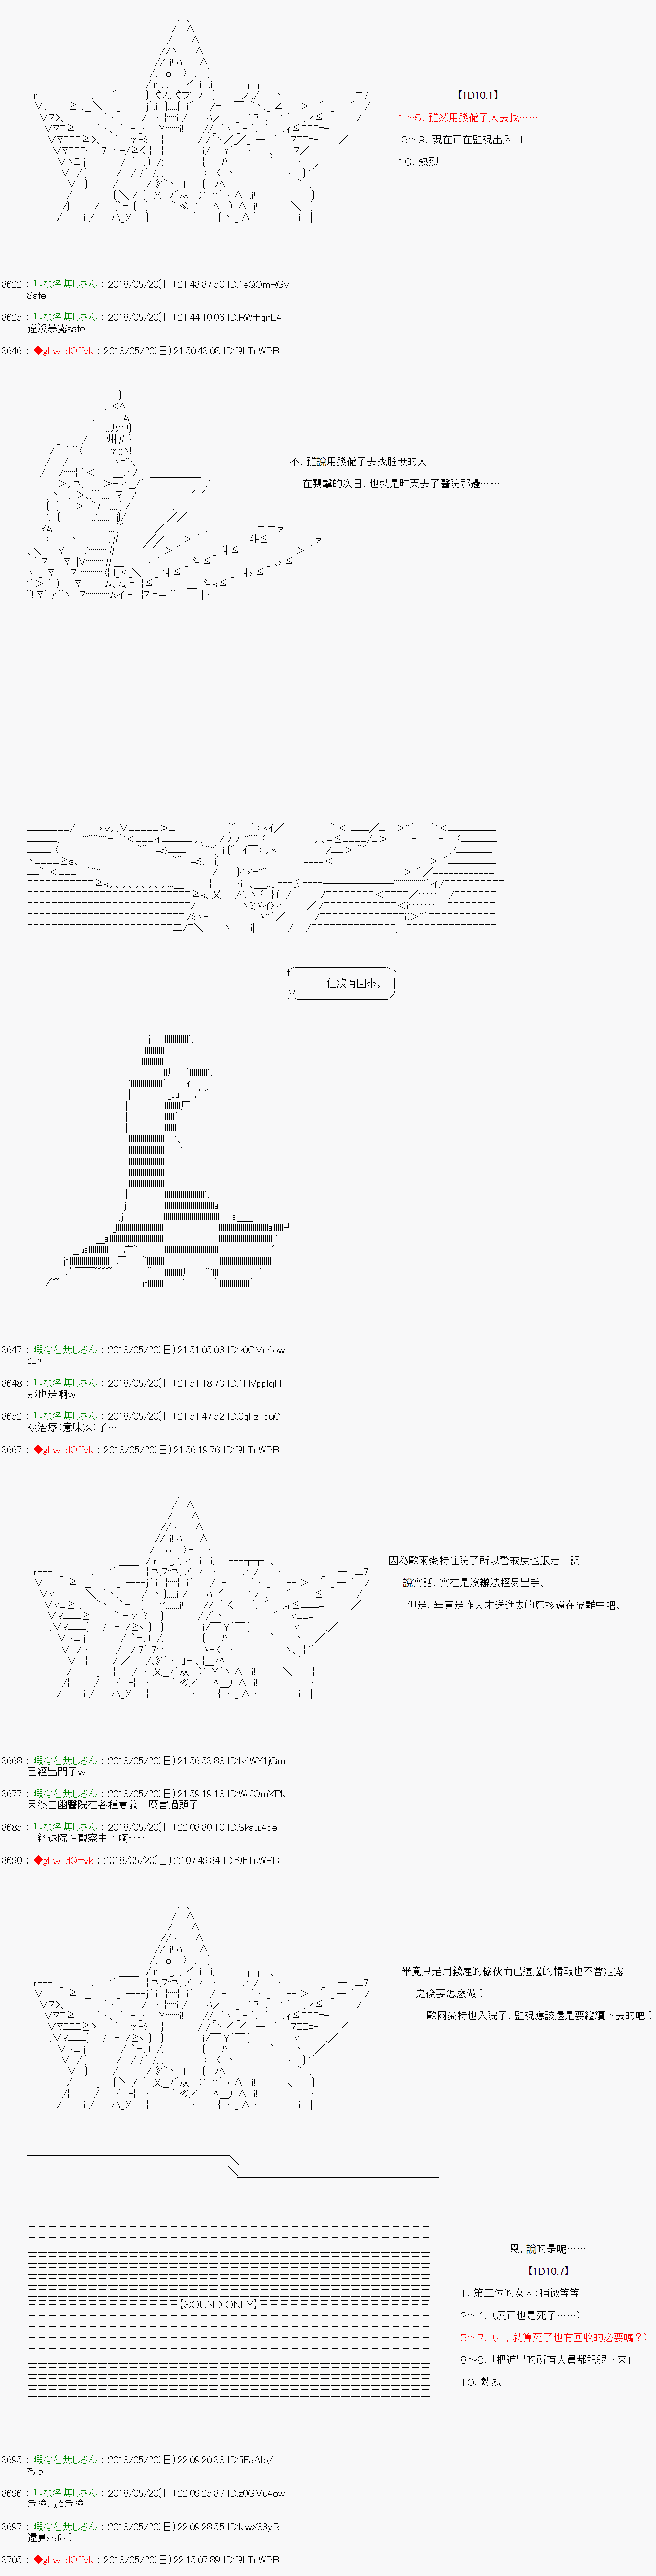 【1D10:1】
1～5. 雖然用錢僱了人去找……
6～9. 現在正在監視出入口
10. 熱烈
3622 : 暇な名無しさん : 2018/05/20(日) 21:43:37.50 ID:1eQOmRGy
Safe
3625 : 暇な名無しさん : 2018/05/20(日) 21:44:10.06 ID:RWfhqnL4
還沒暴露safe
3646 : ◆gLwLdQffvk : 2018/05/20(日) 21:50:43.08 ID:f9hTuWPB
不, 雖說用錢僱了去找腦無的人
在襲擊的次日, 也就是昨天去了醫院那邊……
———但沒有回來。
3647 : 暇な名無しさん : 2018/05/20(日) 21:51:05.03 ID:z0GMu4ow
ﾋｪｯ
3648 : 暇な名無しさん : 2018/05/20(日) 21:51:18.73 ID:1HVppIqH
那也是啊w
3652 : 暇な名無しさん : 2018/05/20(日) 21:51:47.52 ID:0qFz+cuQ
被治療(意味深)了…
3667 : ◆gLwLdQffvk : 2018/05/20(日) 21:56:19.76 ID:f9hTuWPB
因為歐爾麥特住院了所以警戒度也跟着上調
說實話, 實在是沒辦法輕易出手。
但是, 畢竟是昨天才送進去的應該還在隔離中吧。
3668 : 暇な名無しさん : 2018/05/20(日) 21:56:53.88 ID:K4WY1jGm
已經出門了w
3677 : 暇な名無しさん : 2018/05/20(日) 21:59:19.18 ID:WcIOmXPk
果然白幽醫院在各種意義上厲害過頭了
3685 : 暇な名無しさん : 2018/05/20(日) 22:03:30.10 ID:Skaul4oe
已經退院在觀察中了啊・・・・
3690 : ◆gLwLdQffvk : 2018/05/20(日) 22:07:49.34 ID:f9hTuWPB
畢竟只是用錢雇的傢伙而已這邊的情報也不會泄露
之後要怎麽做?
歐爾麥特也入院了, 監視應該還是要繼續下去的吧?
【SOUND ONLY】
恩, 說的是呢……
【1D10:7】
1. 第三位的女人:稍微等等
2～4. (反正也是死了……)
5～7. (不, 就算死了也有回收的必要嗎?)
8～9. 「把進出的所有人員都記録下來」
10. 熱烈
3695 : 暇な名無しさん : 2018/05/20(日) 22:09:20.38 ID:fiEaAIb/
ちっ
3696 : 暇な名無しさん : 2018/05/20(日) 22:09:25.37 ID:z0GMu4ow
危險, 超危險
3697 : 暇な名無しさん : 2018/05/20(日) 22:09:28.55 ID:kiwX83yR
還算safe?
3705 : ◆gLwLdQffvk : 2018/05/20(日) 22:15:07.89 ID:f9hTuWPB